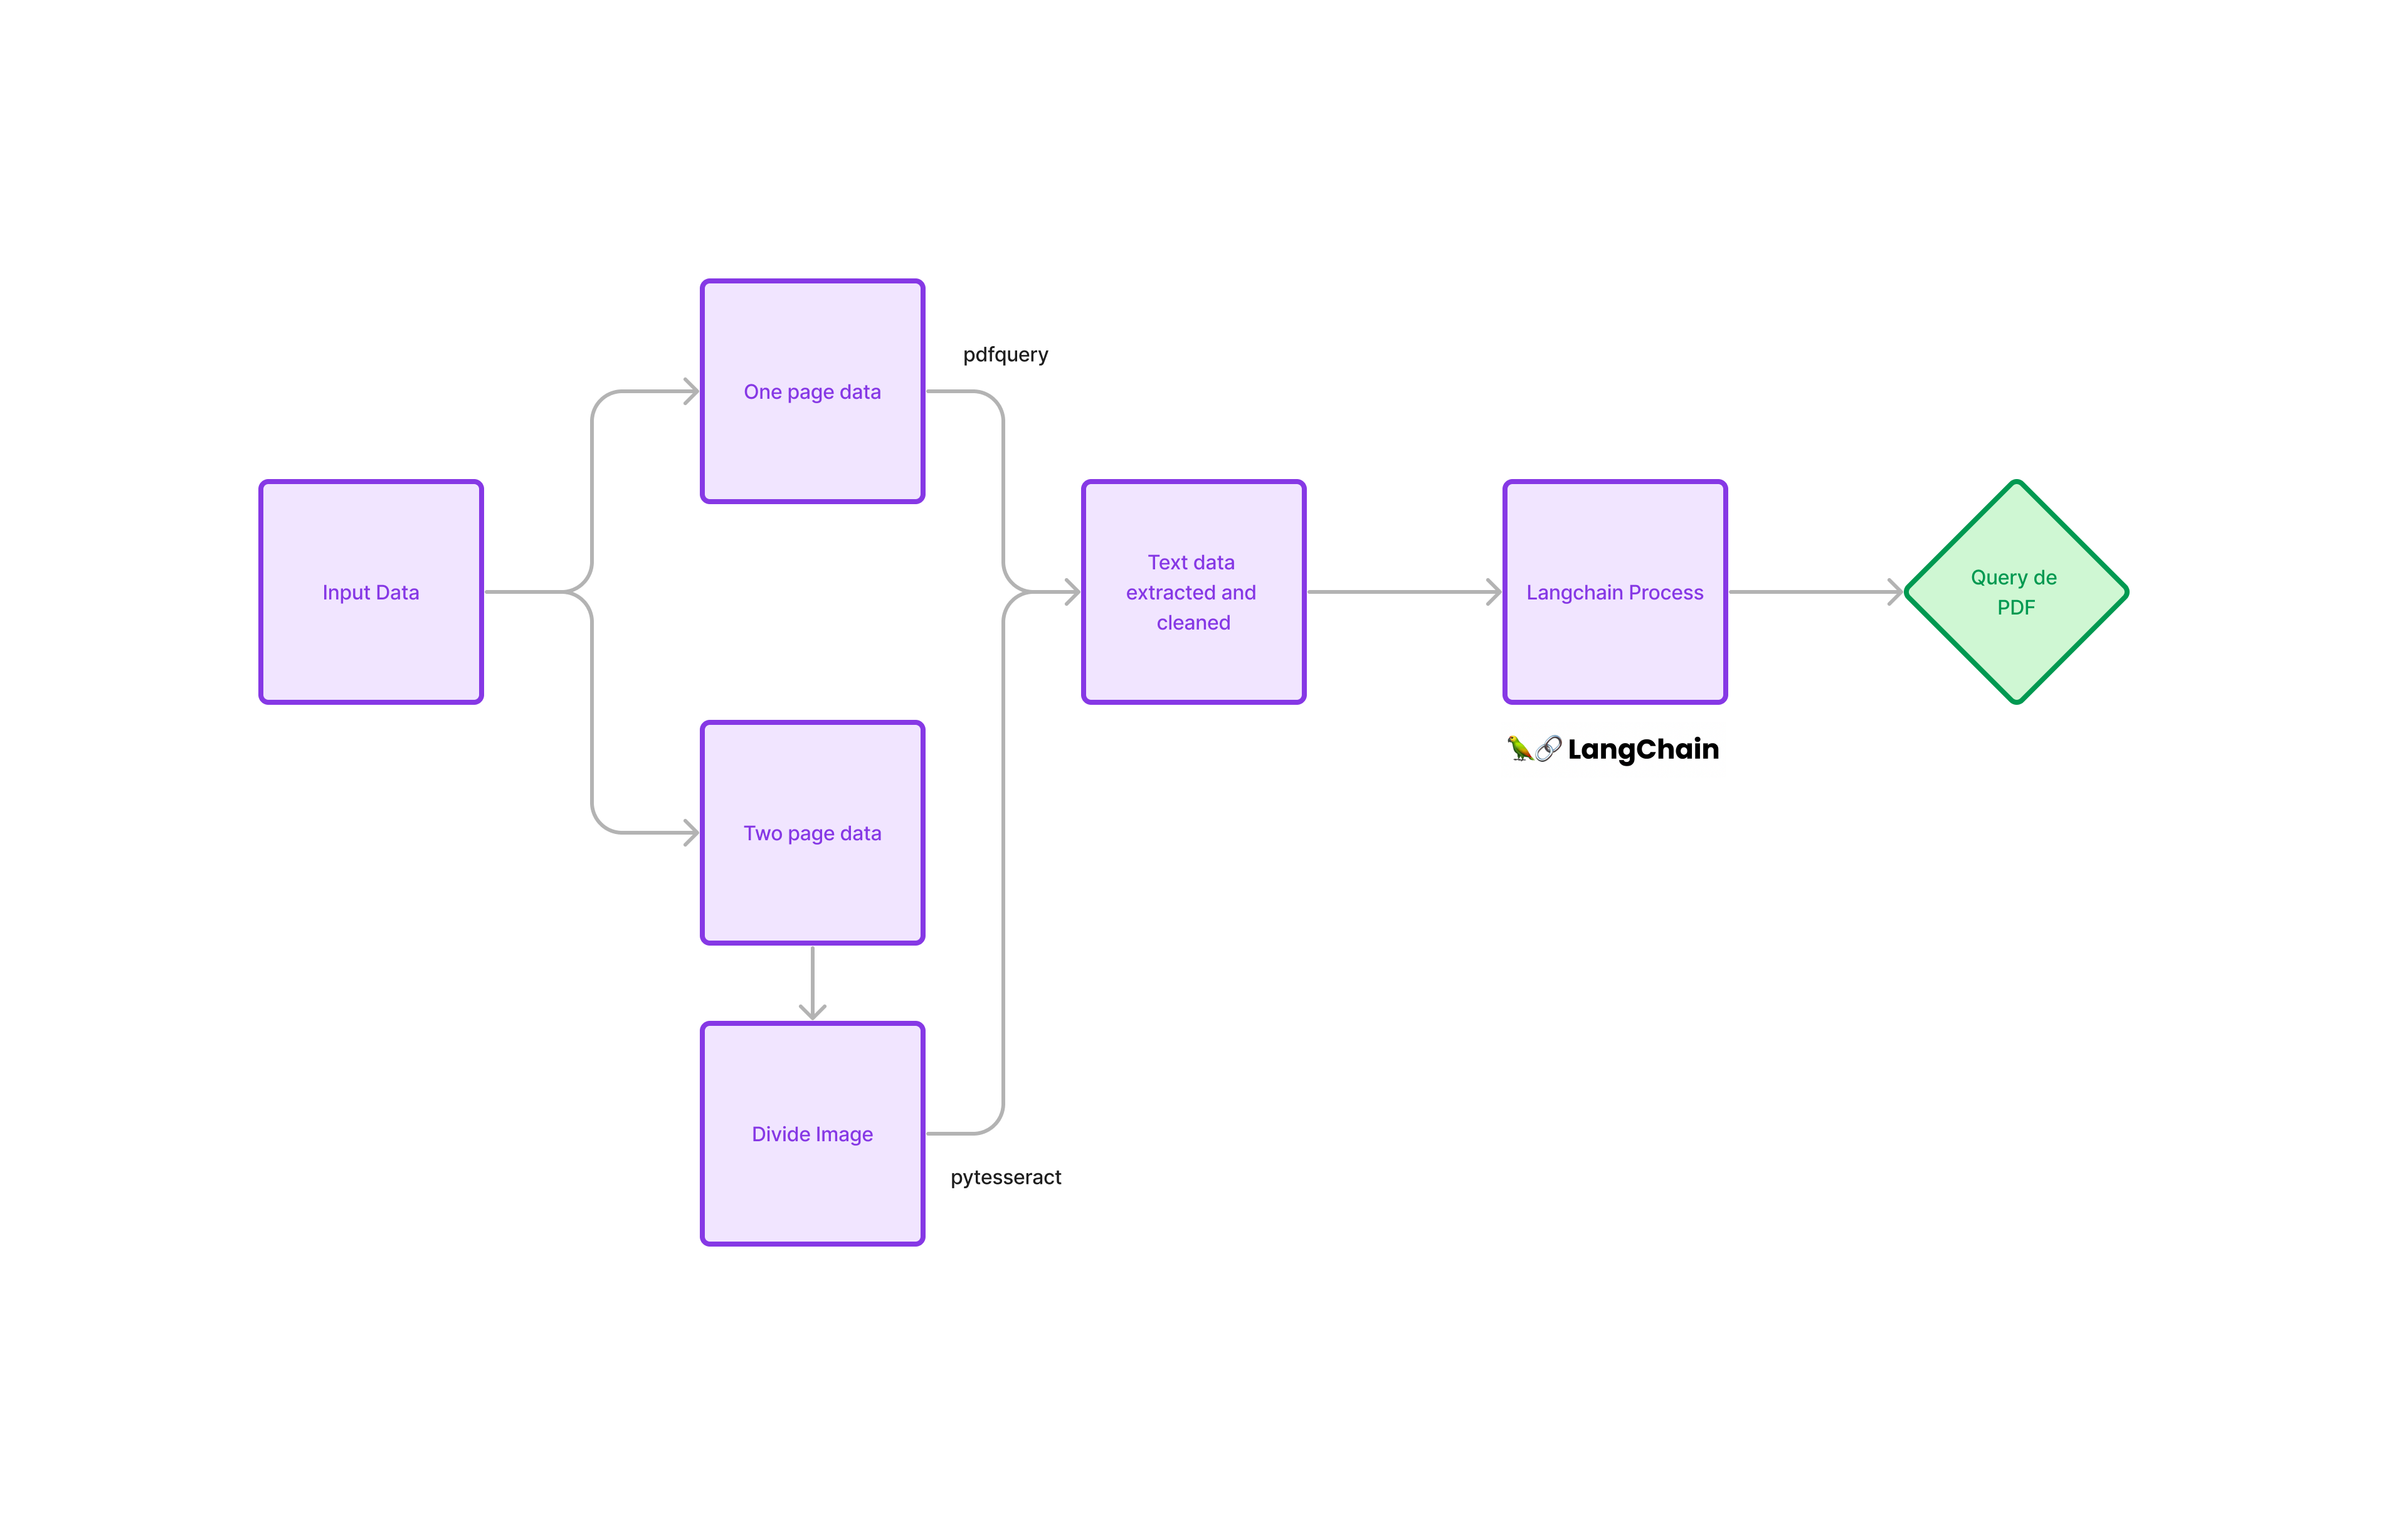 One page data
pdfquery
Input Data
Text data
extracted and
cleaned
Langchain Process
Query de
PDF
LangChain
Two page data
Divide Image
pytesseract